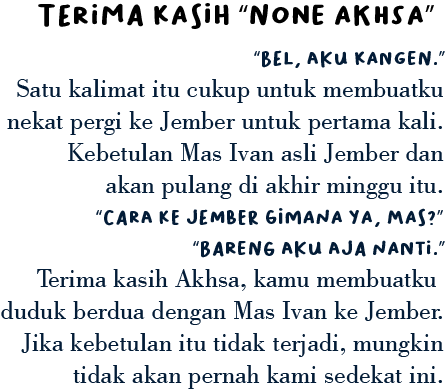 TERIMA KASIH “NONE AKHSA”
“BEL, AKU KANGEN.”
Satu kalimat itu cukup untuk membuatku
nekat pergi ke Jember untuk pertama kali.
Kebetulan Mas Ivan asli Jember dan
akan pulang di akhir minggu itu.
“CARA KE JEMBER GIMANA YA, MAS?”
“BARENG AKU AJA NANTI.”
Terima kasih Akhsa, kamu membuatku
duduk berdua dengan Mas Ivan ke Jember.
Jika kebetulan itu tidak terjadi, mungkin
tidak akan pernah kami sedekat ini.